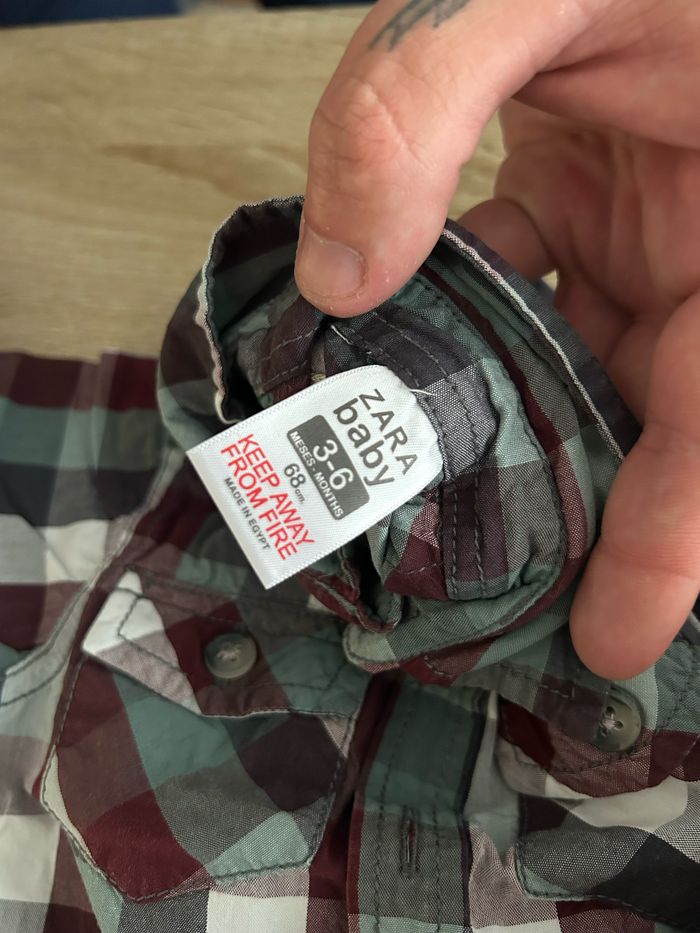 ZARA
baby
3-6
MESES - MONTHS
68 cm.
KEEP AWAY
FROM FIRE
MADE IN EGYPT